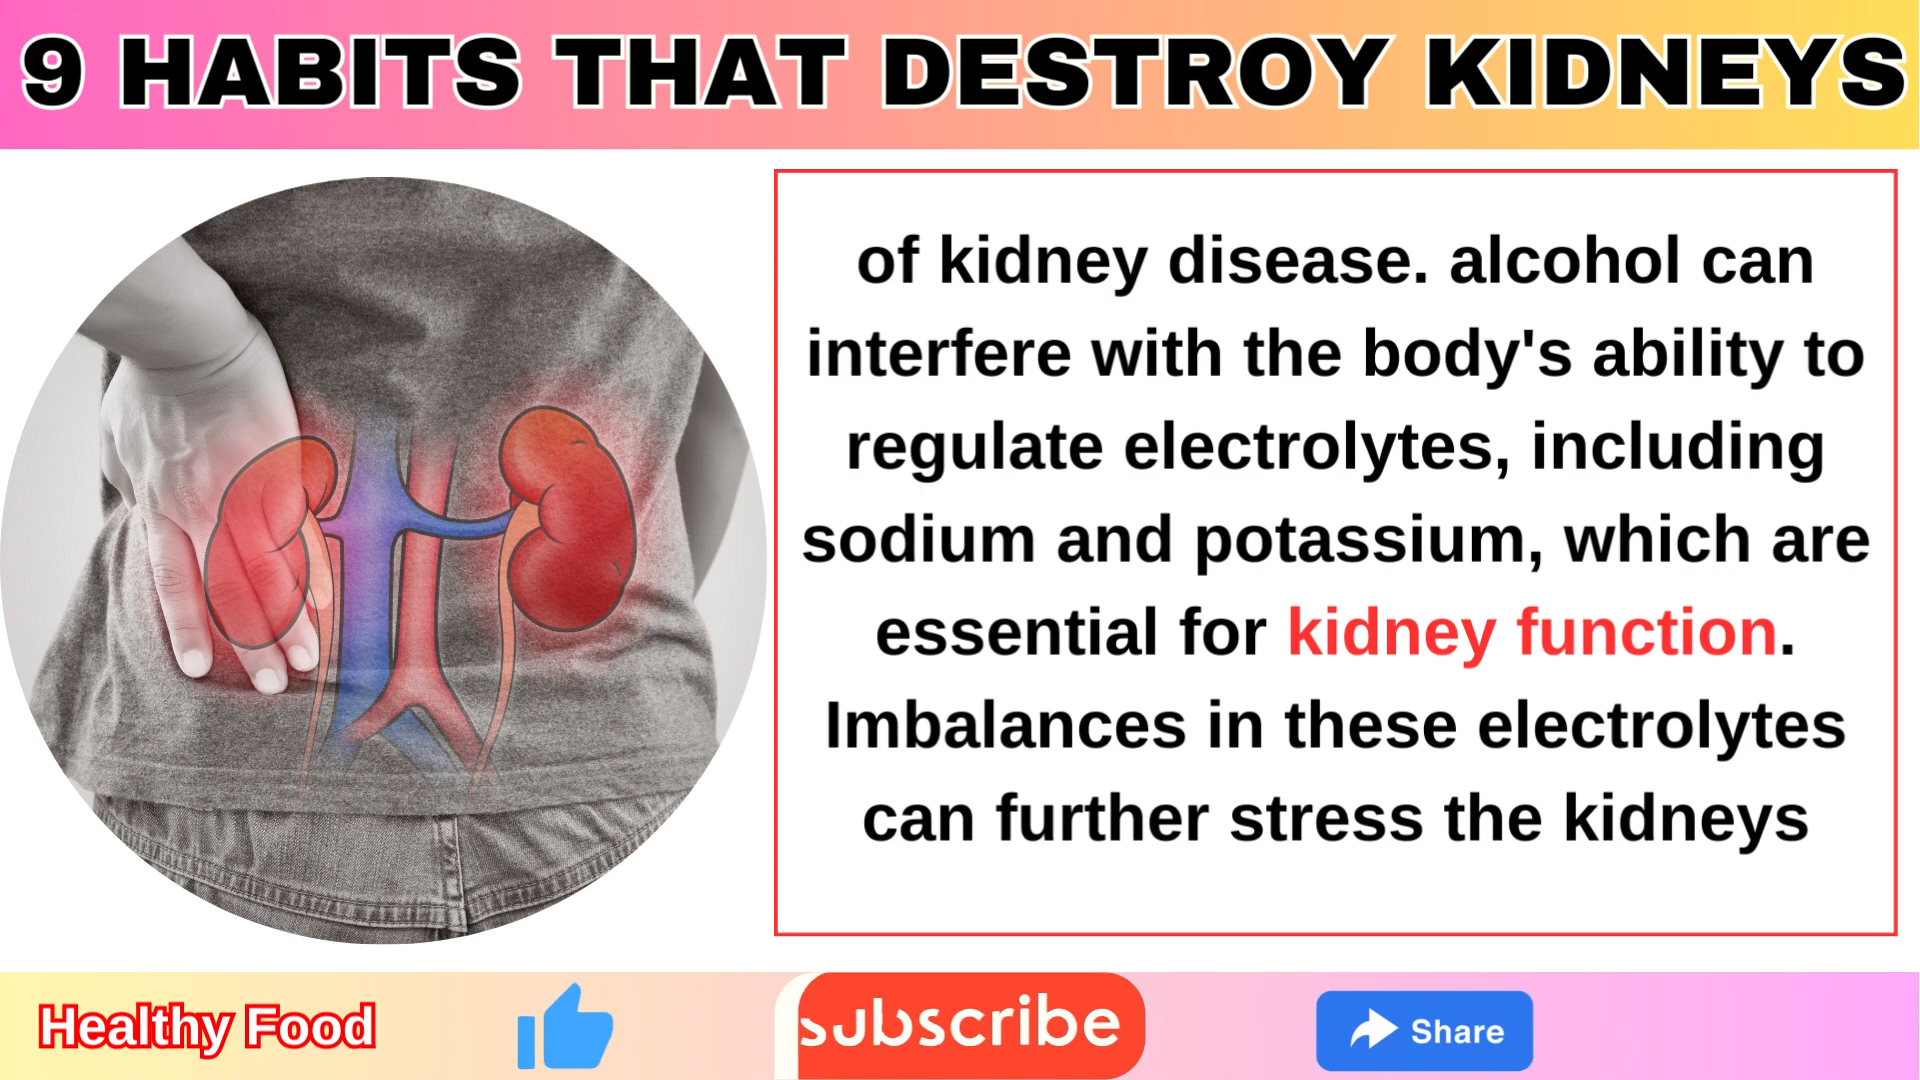 9 HABITS THAT DESTROY KIDNEYS
of kidney disease. alcohol can
interfere with the body's ability to
regulate electrolytes, including
sodium and potassium, which are
essential for kidney function.
Imbalances in these electrolytes
can further stress the kidneys
Healthy Food
subscribe
Share